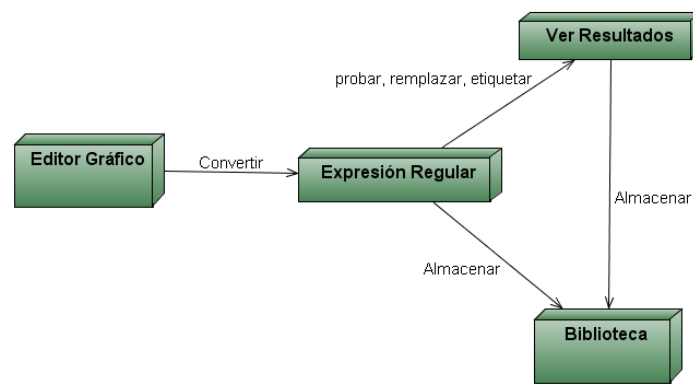 Ver Resultados
probar, remplazar, etiquetar
Editor Gráfico
Convertir
Expresión Regular
Almacenar
Almacenar
Biblioteca